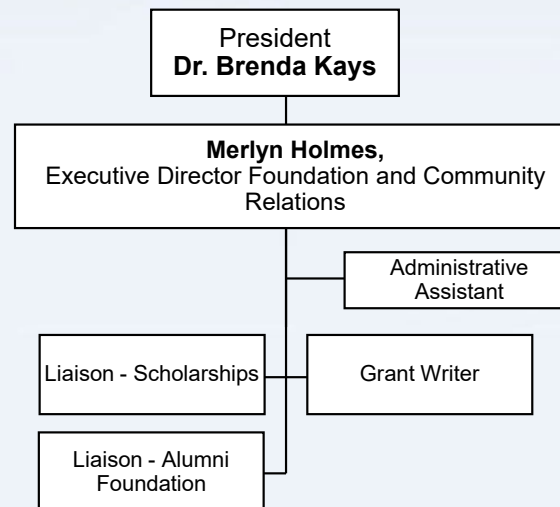 President
Dr. Brenda Kays
Merlyn Holmes,
Executive Director Foundation and Community
Relations
Administrative
Assistant
Liaison - Scholarships
Grant Writer
Liaison - Alumni
Foundation